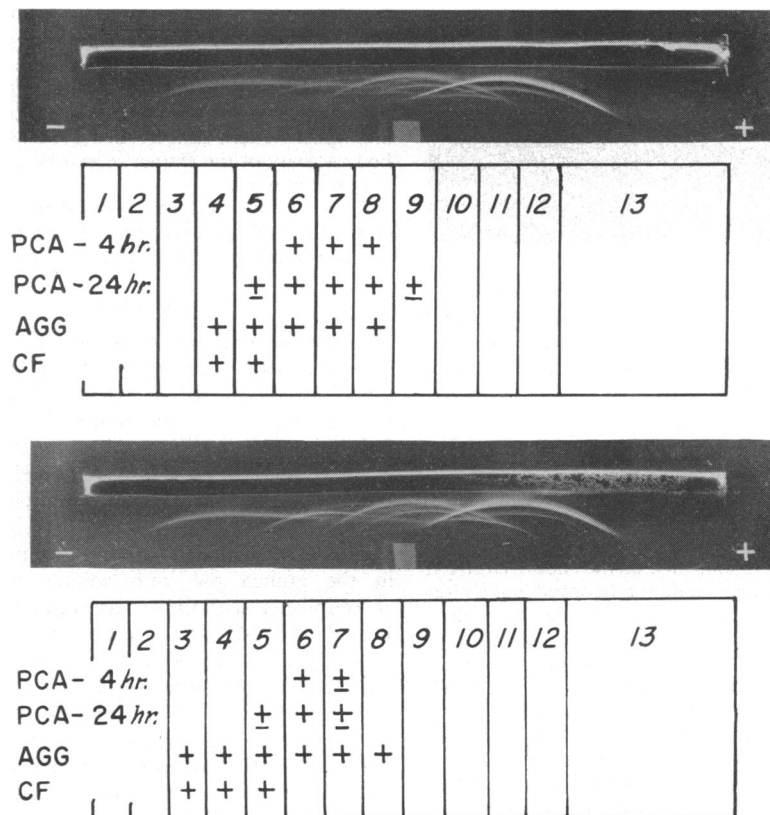 − +
1 2 3 4 5 6 7 8 9 10 11 12 13
PCA - 4 hr. + + +
PCA - 24 hr. ± + + + ±
AGG + + + + +
CF + +
− +
1 2 3 4 5 6 7 8 9 10 11 12 13
PCA - 4 hr. + ±
PCA - 24 hr. ± + ±
AGG + + + + + +
CF + + +